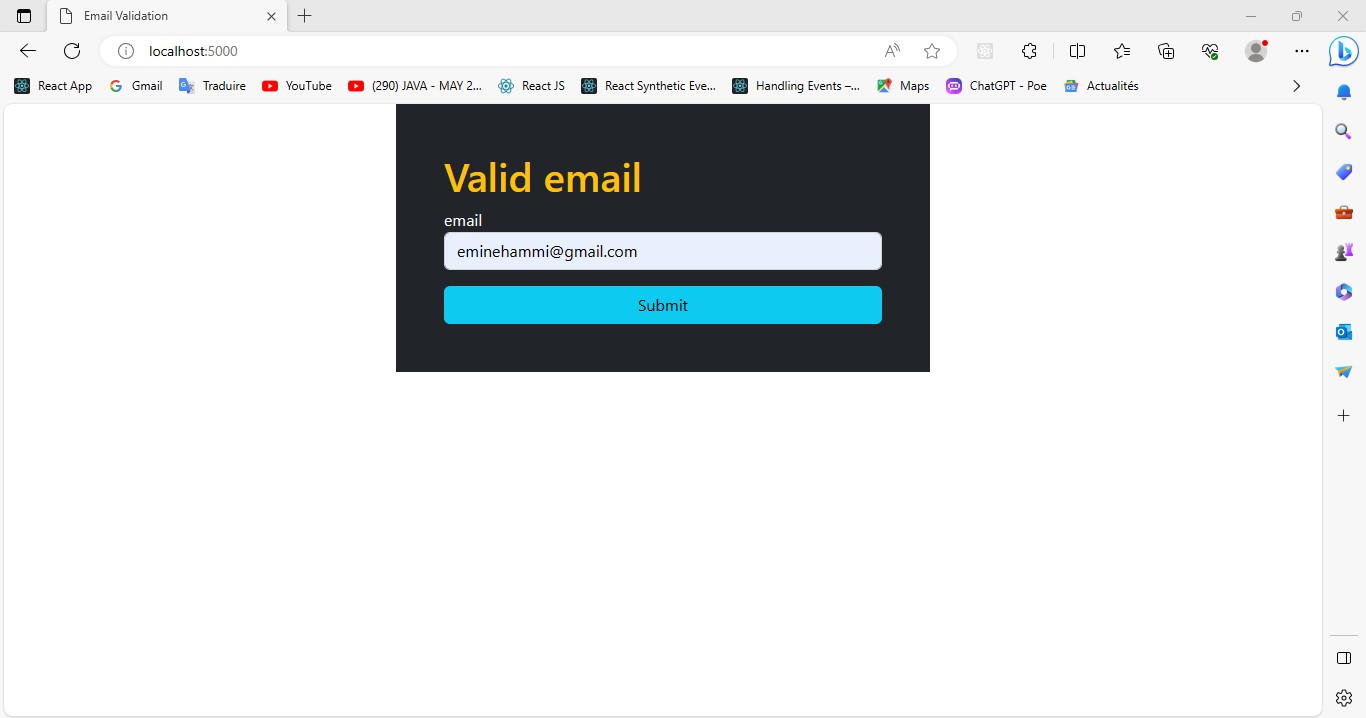 Email Validation
localhost:5000
React App Gmail Traduire YouTube (290) JAVA - MAY 2... React JS React Synthetic Eve... Handling Events –... Maps ChatGPT - Poe Actualités
Valid email
email
eminehammi@gmail.com
Submit